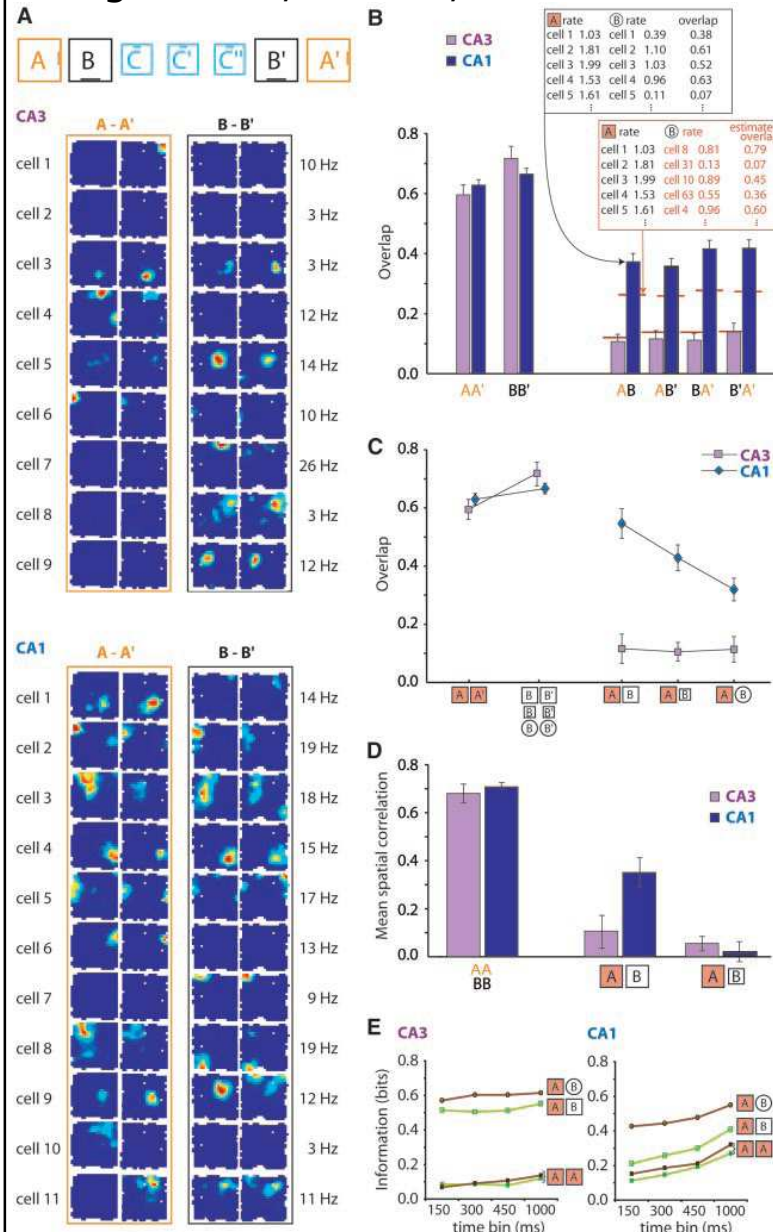 A
A B C C' C" B' A'
CA3
A - A' B - B'
cell 1 10 Hz
cell 2 3 Hz
cell 3 3 Hz
cell 4 12 Hz
cell 5 14 Hz
cell 6 10 Hz
cell 7 26 Hz
cell 8 3 Hz
cell 9 12 Hz
CA1
A - A' B - B'
cell 1 14 Hz
cell 2 19 Hz
cell 3 18 Hz
cell 4 15 Hz
cell 5 17 Hz
cell 6 13 Hz
cell 7 9 Hz
cell 8 19 Hz
cell 9 12 Hz
cell 10 3 Hz
cell 11 11 Hz
B
CA3
CA1
A rate B rate overlap
cell 1 1.03 cell 1 0.39 0.38
cell 2 1.81 cell 2 1.10 0.61
cell 3 1.99 cell 3 1.03 0.52
cell 4 1.53 cell 4 0.96 0.63
cell 5 1.61 cell 5 0.11 0.07
A rate B rate estimate
overla
cell 1 1.03 cell 8 0.81 0.79
cell 2 1.81 cell 31 0.13 0.07
cell 3 1.99 cell 10 0.89 0.45
cell 4 1.53 cell 63 0.55 0.36
cell 5 1.61 cell 4 0.96 0.60
Overlap
0.8
0.6
0.4
0.2
0.0
AA' BB' AB AB' BA' B'A'
C
CA3
CA1
Overlap
0.8
0.6
0.4
0.2
0.0
A A' B B' A B A B A B
B B'
B B'
D
CA3
CA1
Mean spatial correlation
0.8
0.6
0.4
0.2
0.0
AA
BB
A B A B
E CA3 CA1
Information (bits)
0.8 0.8
0.6 0.6
0.4 0.4
0.2 0.2
0.0 0.0
A B
A B
A A
A B
A B
A A
150 300 450 1000 150 300 450 1000
time bin (ms) time bin (ms)